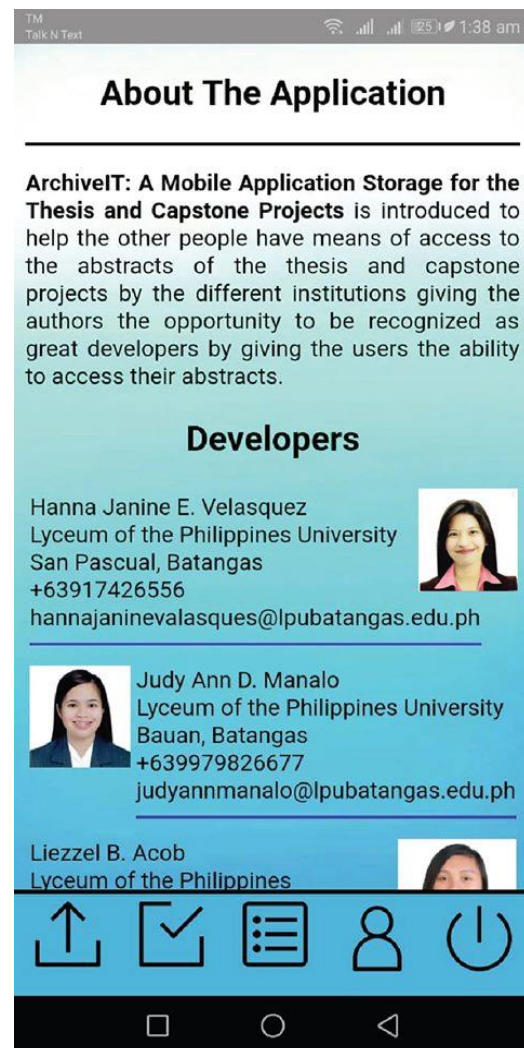 TM
Talk N Text
25 1:38 am
About The Application
ArchiveIT: A Mobile Application Storage for the
Thesis and Capstone Projects is introduced to
help the other people have means of access to
the abstracts of the thesis and capstone
projects by the different institutions giving the
authors the opportunity to be recognized as
great developers by giving the users the ability
to access their abstracts.
Developers
Hanna Janine E. Velasquez
Lyceum of the Philippines University
San Pascual, Batangas
+63917426556
hannajaninevalasques@lpubatangas.edu.ph
Judy Ann D. Manalo
Lyceum of the Philippines University
Bauan, Batangas
+639979826677
judyannmanalo@lpubatangas.edu.ph
Liezzel B. Acob
Lyceum of the Philippines